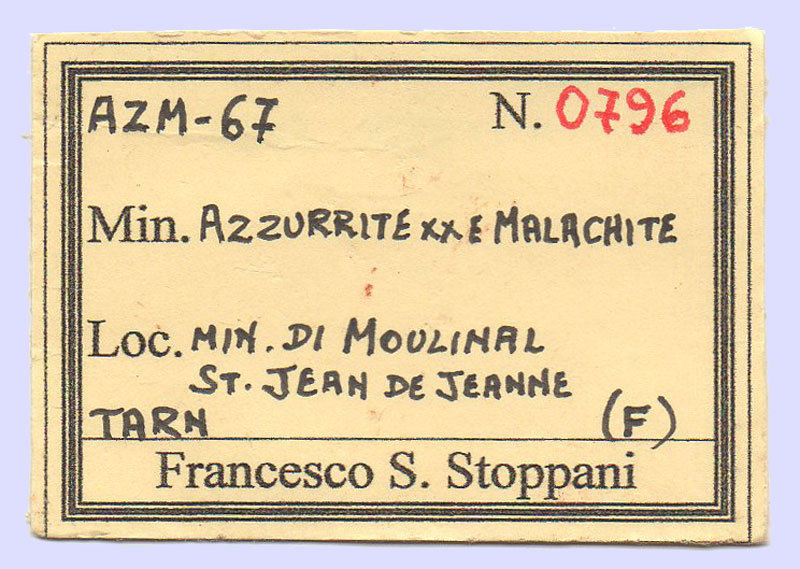 AZM-67 N. 0796
Min. AZZURRITE xx E MALACHITE
Loc. MIN. DI MOULINAL
ST. JEAN DE JEANNE
TARN (F)
Francesco S. Stoppani